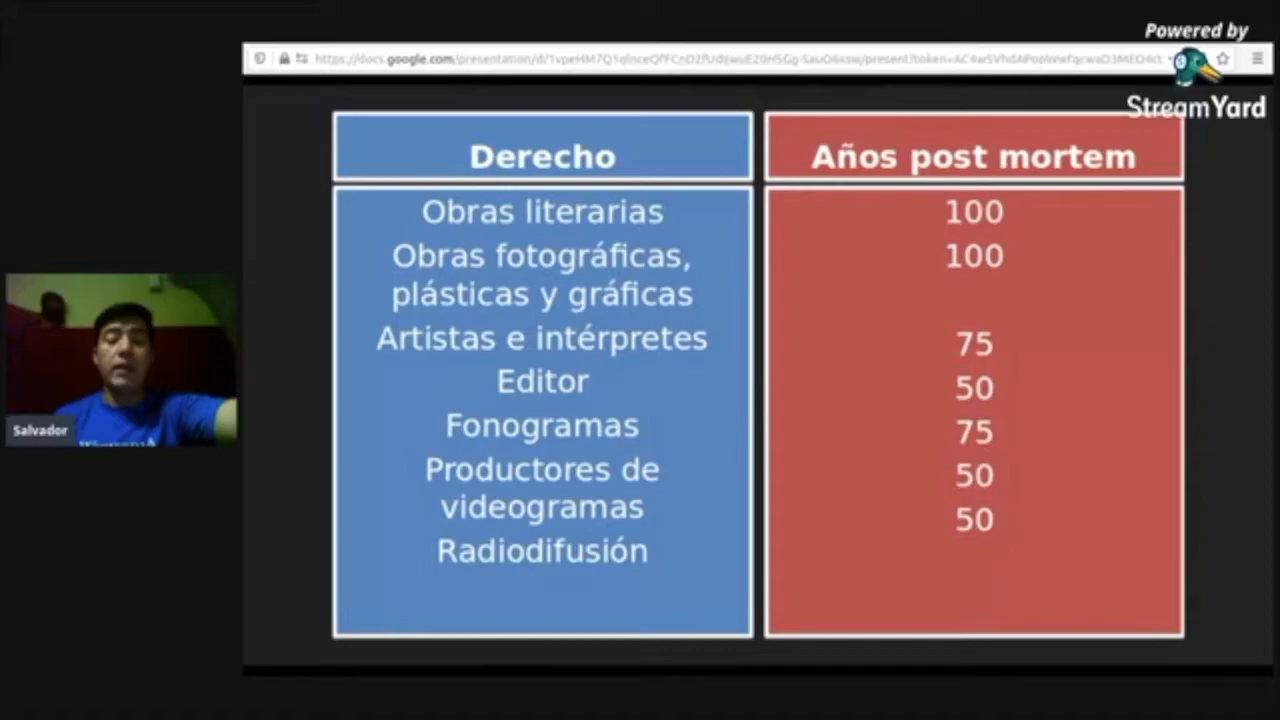 Powered by
StreamYard
Derecho
Años post mortem
Obras literarias
100
Obras fotográficas,
100
plásticas y gráficas
Artistas e intérpretes
75
Editor
50
Fonogramas
75
Productores de
50
videogramas
50
Radiodifusión
Salvador